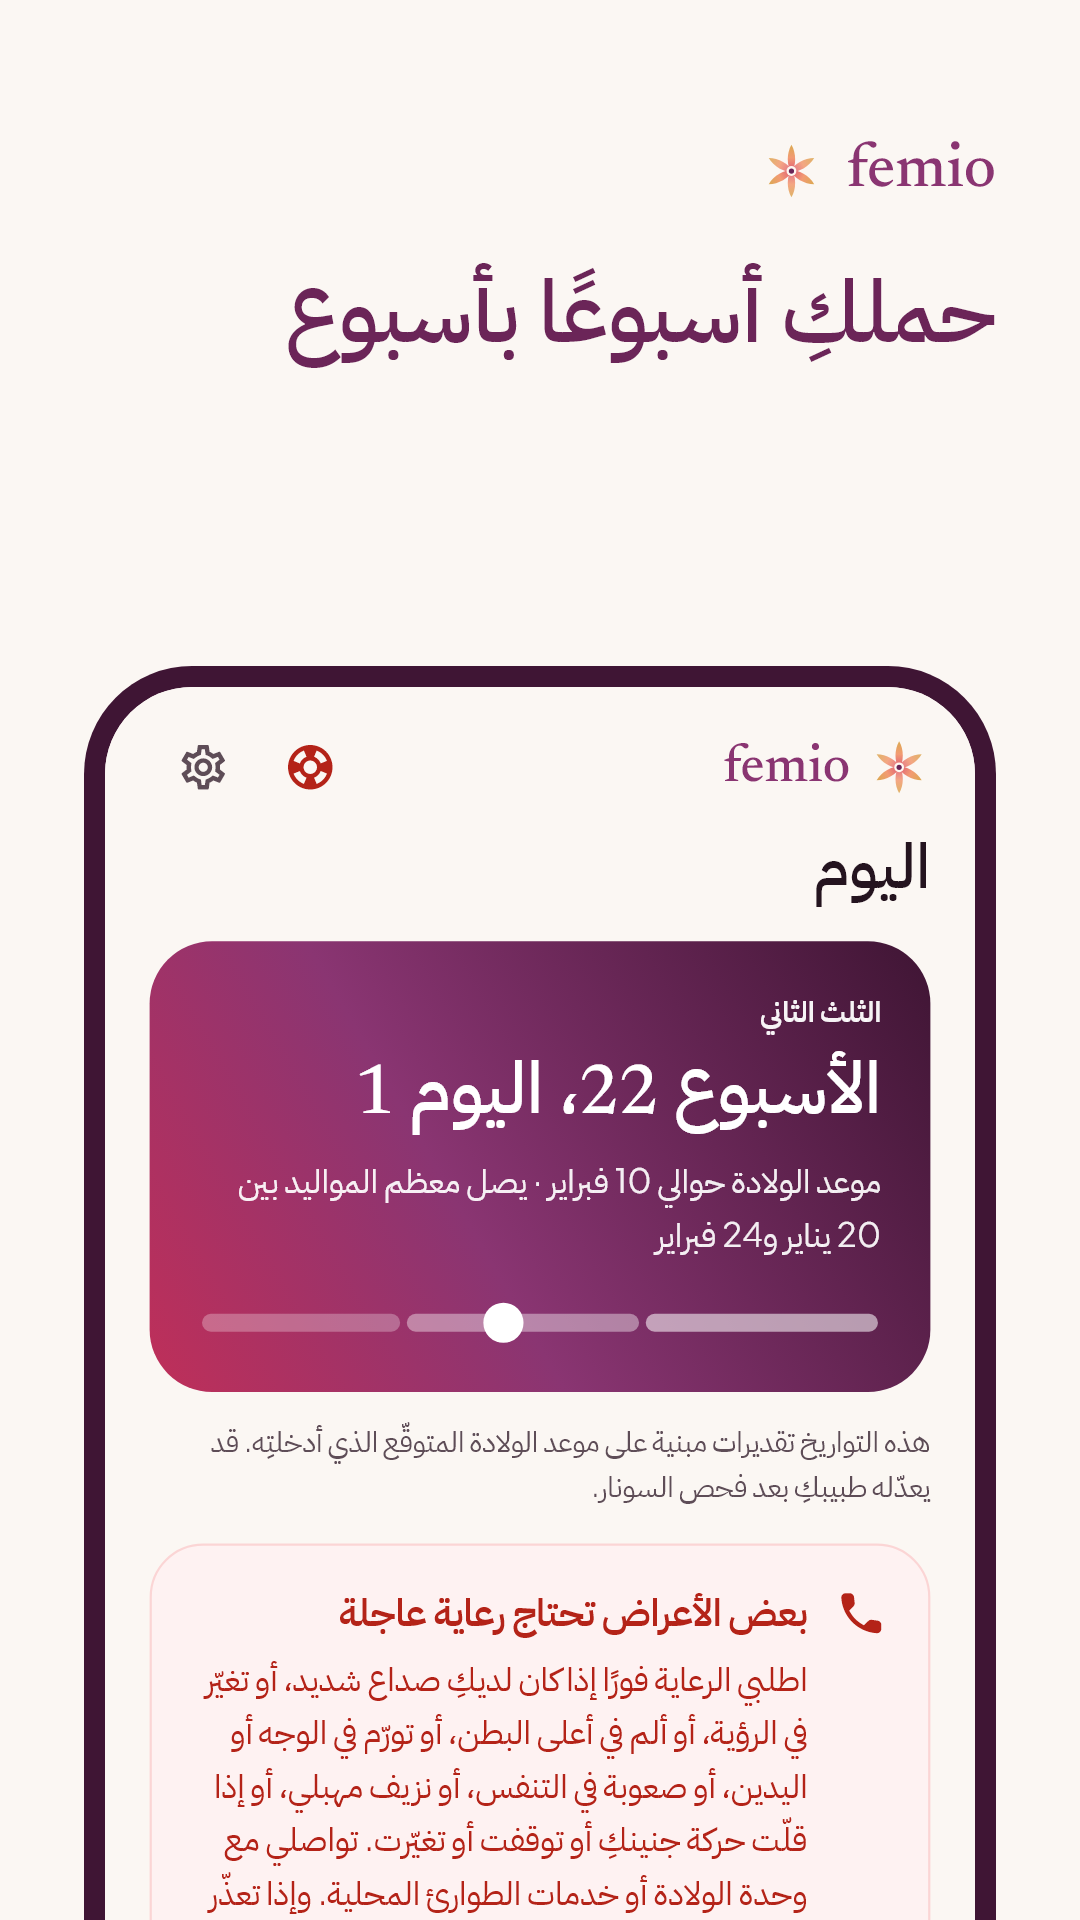 femio
حملكِ أسبوعًا بأسبوع
femio
اليوم
الثلث الثاني
الأسبوع 22، اليوم 1
موعد الولادة حوالي 10 فبراير · يصل معظم المواليد بين
20 يناير و24 فبراير
هذه التواريخ تقديرات مبنية على موعد الولادة المتوقّع الذي أدخلتِه. قد
يعدّله طبيبكِ بعد فحص السونار.
بعض الأعراض تحتاج رعاية عاجلة
اطلبي الرعاية فورًا إذا كان لديكِ صداع شديد، أو تغيّر
في الرؤية، أو ألم في أعلى البطن، أو تورّم في الوجه أو
اليدين، أو صعوبة في التنفس، أو نزيف مهبلي، أو إذا
قلّت حركة جنينكِ أو توقفت أو تغيّرت. تواصلي مع
وحدة الولادة أو خدمات الطوارئ المحلية. وإذا تعذّر